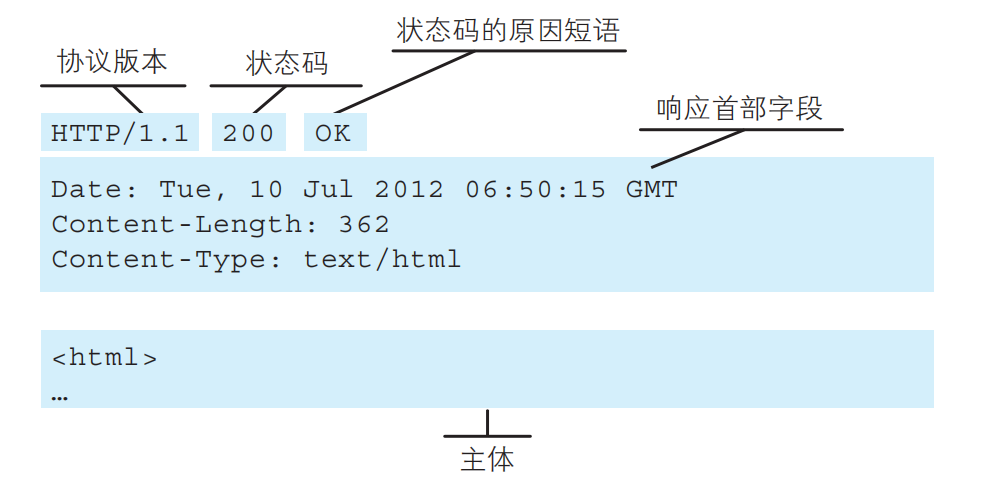 状态码的原因短语
协议版本
状态码
响应首部字段
HTTP/1.1 200 OK
Date: Tue, 10 Jul 2012 06:50:15 GMT
Content-Length: 362
Content-Type: text/html
<html>
…
主体